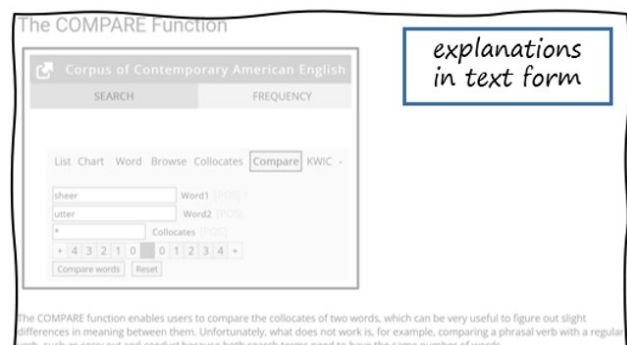 The COMPARE Function
explanations
in text form
Corpus of Contemporary American English
SEARCH FREQUENCY
List Chart Word Browse Collocates Compare KWIC -
sheer Word1 [POS]
utter Word2 [POS]
* Collocates [POS]
+ 4 3 2 1 0 0 1 2 3 4 +
Compare words Reset
The COMPARE function enables users to compare the collocates of two words, which can be very useful to figure out slight
differences in meaning between them. Unfortunately, what does not work is, for example, comparing a phrasal verb with a regular
verb, such as carry out and conduct because both search terms need to have the same number of words.